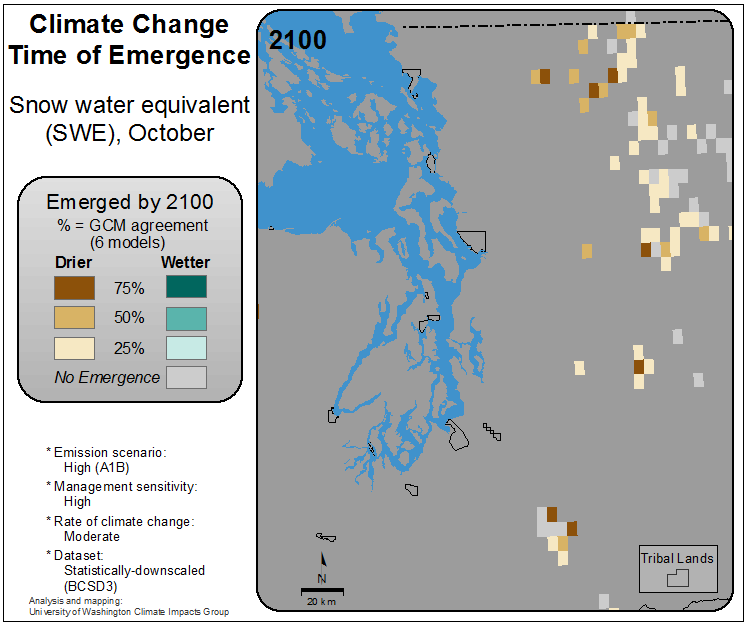 Climate Change
Time of Emergence
Snow water equivalent
(SWE), October
Emerged by 2100
% = GCM agreement
(6 models)
Drier Wetter
75%
50%
25%
No Emergence
* Emission scenario:
High (A1B)
* Management sensitivity:
High
* Rate of climate change:
Moderate
* Dataset:
Statistically-downscaled
(BCSD3)
Analysis and mapping:
University of Washington Climate Impacts Group
2100
N
20 km
Tribal Lands